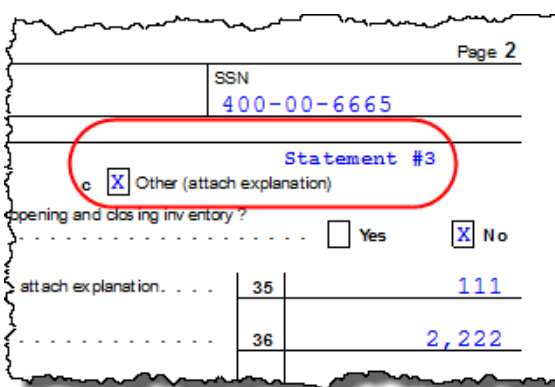 Page 2
SSN
400-00-6665
Statement #3
c X Other (attach explanation)
opening and closing inventory?
. . . . . . . . . . . . . . . . . . . Yes X No
attach explanation. . . . 35 111
. . . . . . . . . . . . . . 36 2,222